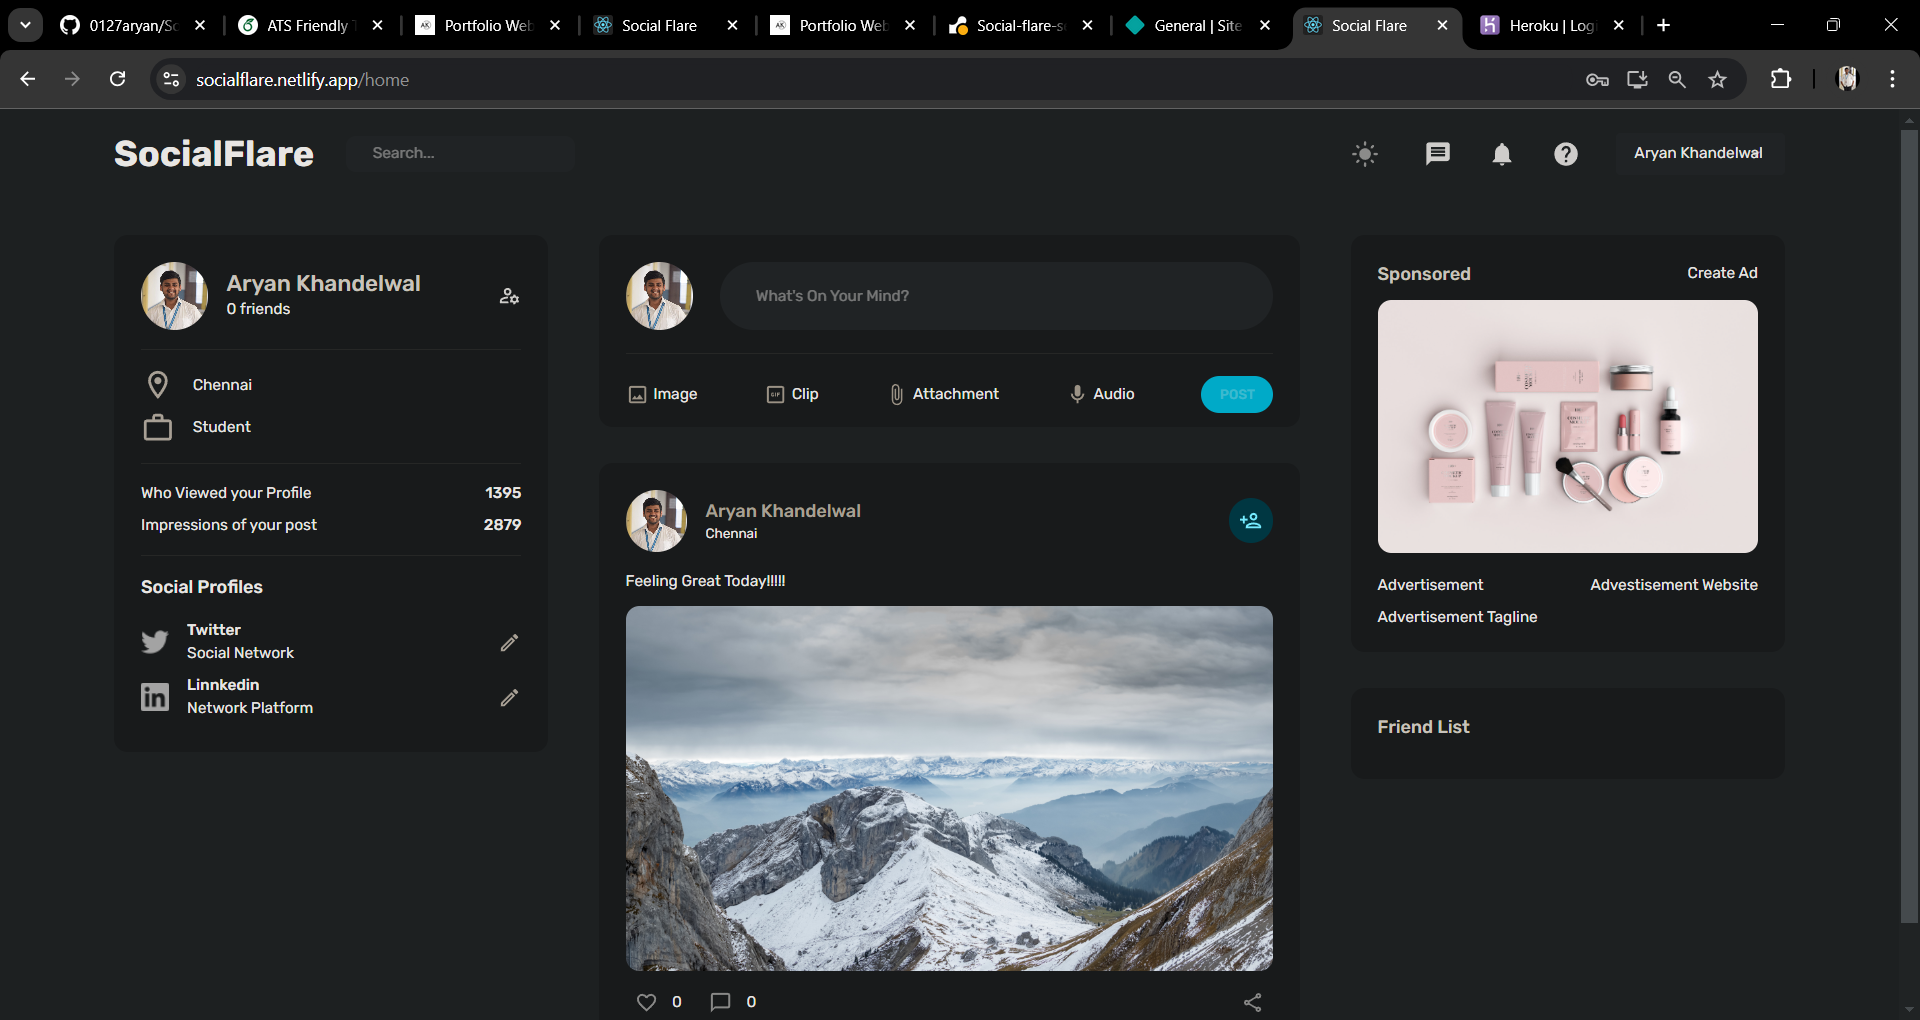 0127aryan/Sc
ATS Friendly T
Portfolio Web
Social Flare
Portfolio Web
Social-flare-se
General | Site
Social Flare
Heroku | Logi
socialflare.netlify.app/home
SocialFlare
Search...
Aryan Khandelwal
Aryan Khandelwal
0 friends
Chennai
Student
Who Viewed your Profile 1395
Impressions of your post 2879
Social Profiles
Twitter
Social Network
Linnkedin
Network Platform
What's On Your Mind?
Image
Clip
Attachment
Audio
POST
Aryan Khandelwal
Chennai
Feeling Great Today!!!!!
0
0
Sponsored
Create Ad
Advertisement
Advestisement Website
Advertisement Tagline
Friend List